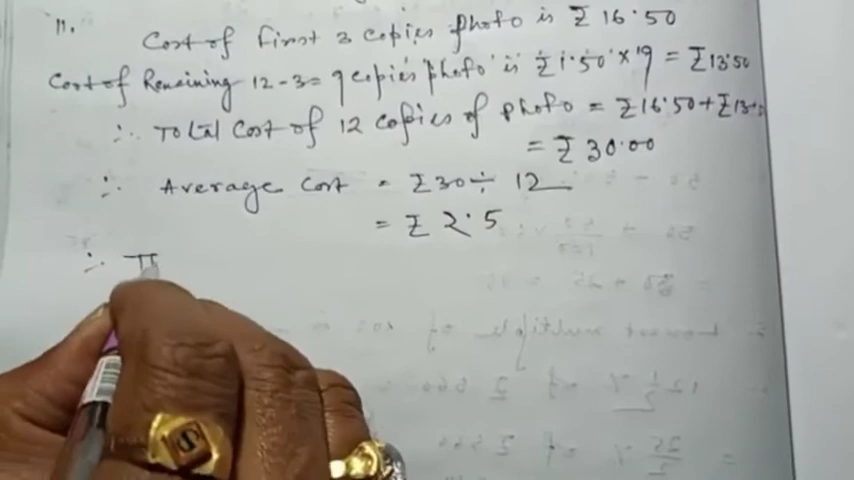 11. Cost of first 3 copies photo is ₹ 16.50
Cost of Remaining 12-3= 9 copies photo is ₹1.50 × 9 = ₹13.50
∴ Total Cost of 12 copies of photo = ₹16.50 + ₹13.
= ₹ 30.00
∴ Average Cost = ₹30 ÷ 12
= ₹ 2.5
∴